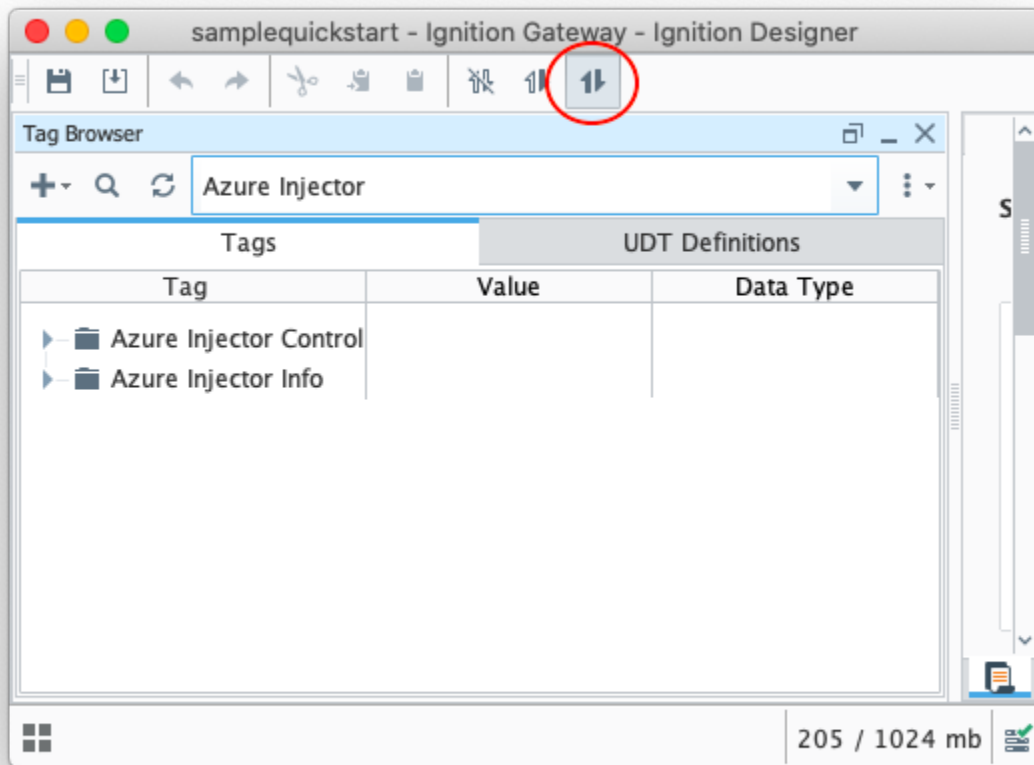 samplequickstart - Ignition Gateway - Ignition Designer
Tag Browser
Azure Injector
S
Tags
UDT Definitions
Tag
Value
Data Type
Azure Injector Control
Azure Injector Info
205 / 1024 mb